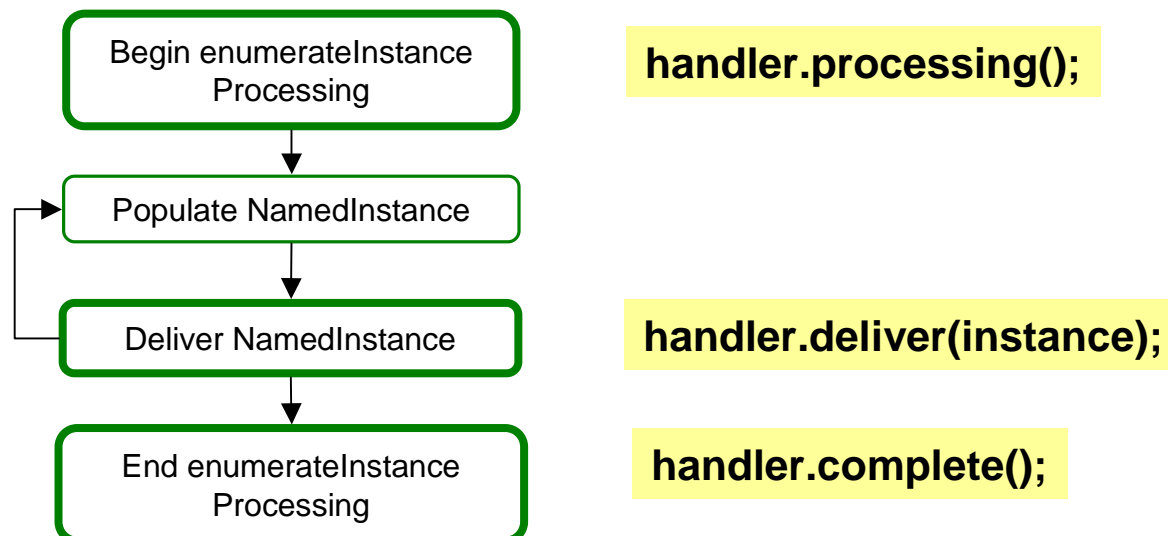 Begin enumerateInstance
Processing
handler.processing();
Populate NamedInstance
Deliver NamedInstance
handler.deliver(instance);
End enumerateInstance
Processing
handler.complete();